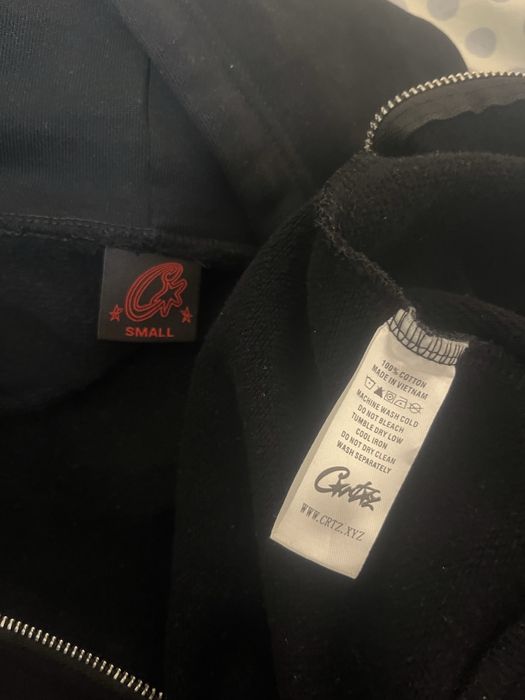 C
SMALL
100% COTTON
MADE IN VIETNAM
MACHINE WASH COLD
DO NOT BLEACH
TUMBLE DRY LOW
COOL IRON
DO NOT DRY CLEAN
WASH SEPARATELY
Crtz
WWW.CRTZ.XYZ